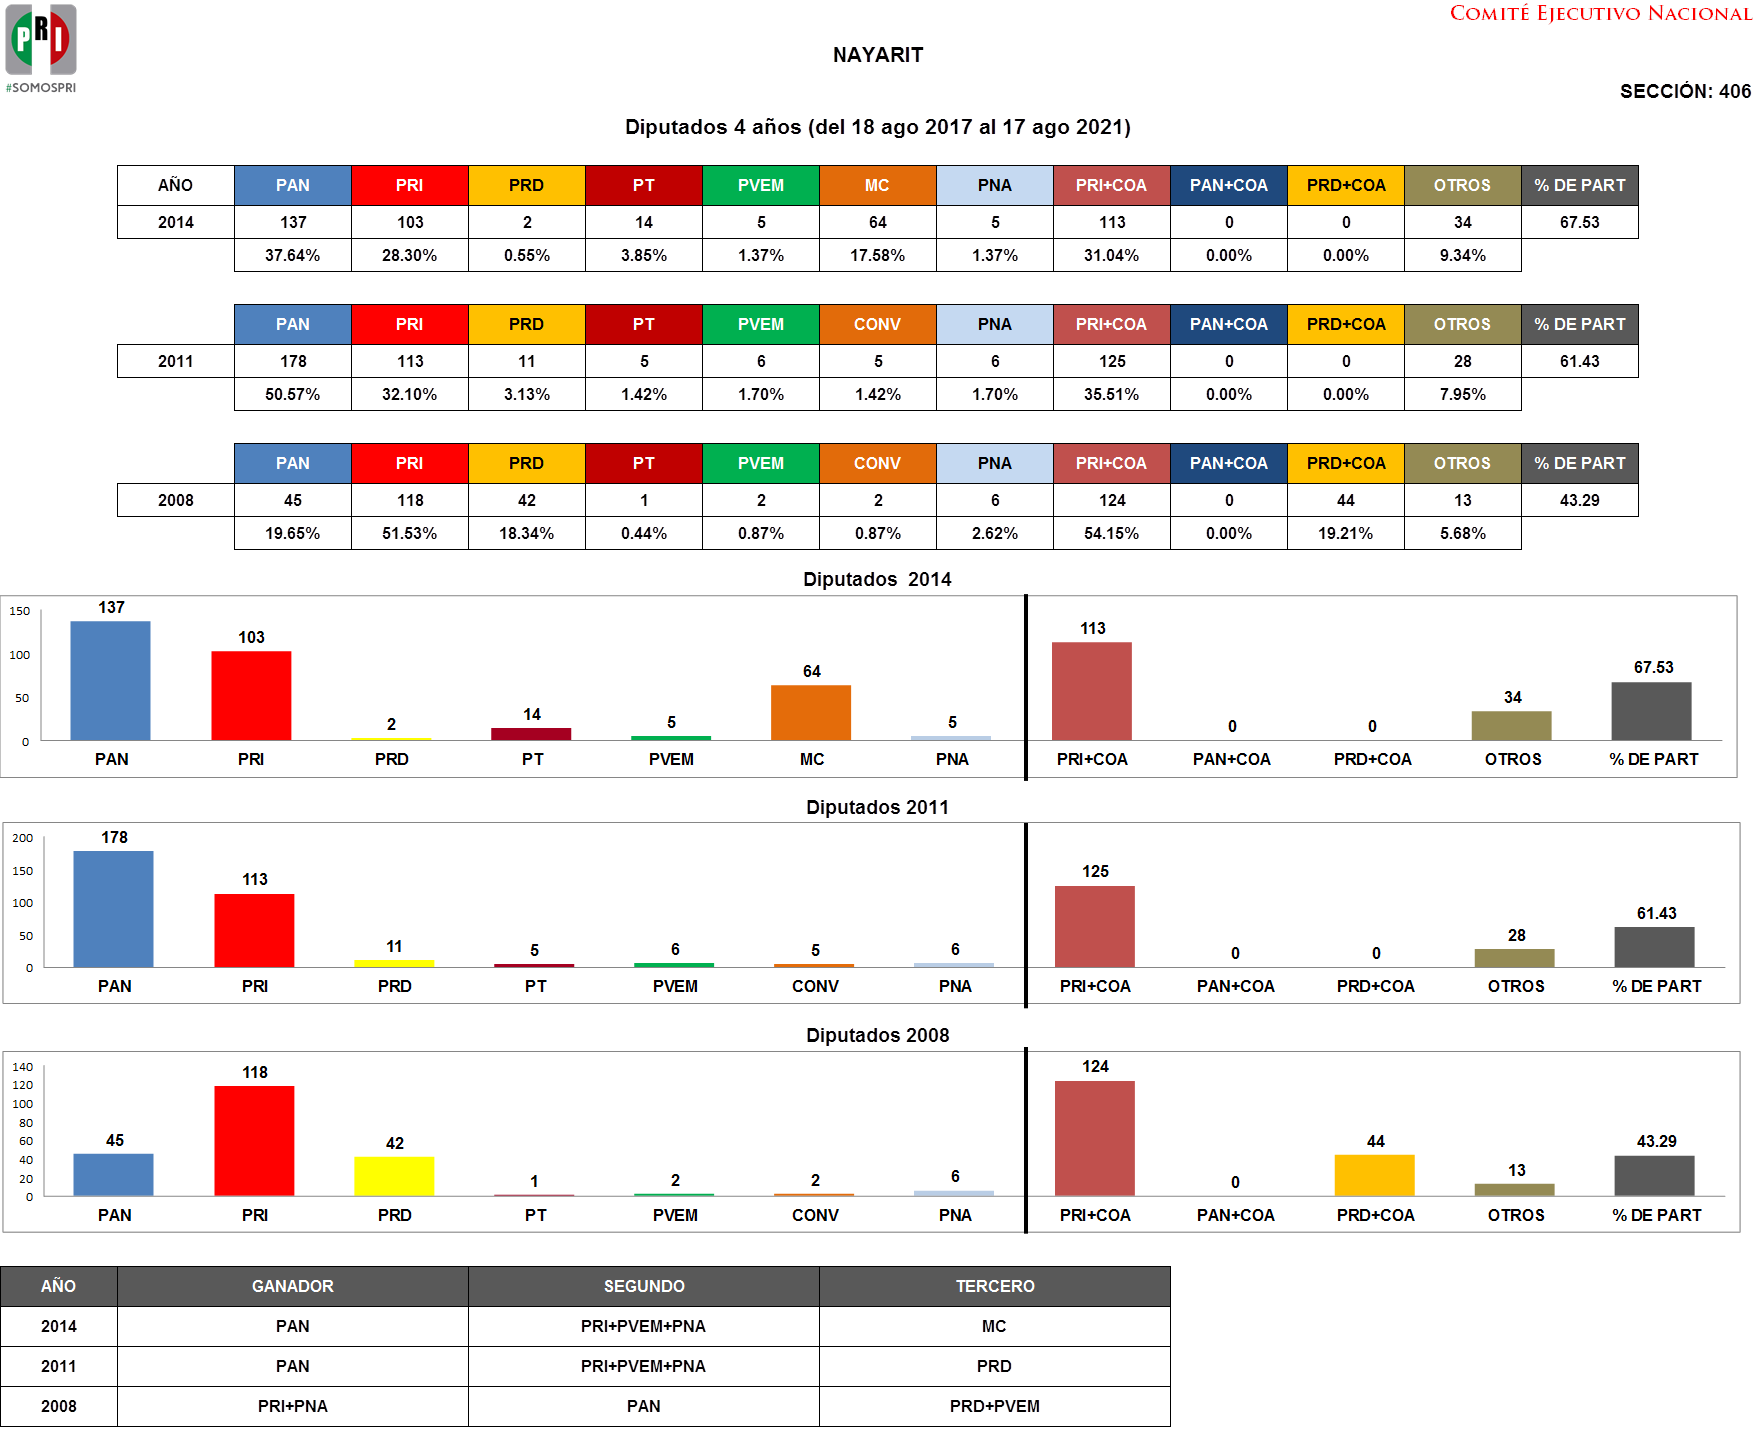 COMITÉ EJECUTIVO NACIONAL
PRI
#SOMOSPRI
NAYARIT
SECCIÓN: 406
Diputados 4 años (del 18 ago 2017 al 17 ago 2021)
AÑO PAN PRI PRD PT PVEM MC PNA PRI+COA PAN+COA PRD+COA OTROS % DE PART
2014 137 103 2 14 5 64 5 113 0 0 34 67.53
37.64% 28.30% 0.55% 3.85% 1.37% 17.58% 1.37% 31.04% 0.00% 0.00% 9.34%
PAN PRI PRD PT PVEM CONV PNA PRI+COA PAN+COA PRD+COA OTROS % DE PART
2011 178 113 11 5 6 5 6 125 0 0 28 61.43
50.57% 32.10% 3.13% 1.42% 1.70% 1.42% 1.70% 35.51% 0.00% 0.00% 7.95%
PAN PRI PRD PT PVEM CONV PNA PRI+COA PAN+COA PRD+COA OTROS % DE PART
2008 45 118 42 1 2 2 6 124 0 44 13 43.29
19.65% 51.53% 18.34% 0.44% 0.87% 0.87% 2.62% 54.15% 0.00% 19.21% 5.68%
Diputados 2014
150
100
50
0
137 103 2 14 5 64 5 113 0 0 34 67.53
PAN PRI PRD PT PVEM MC PNA PRI+COA PAN+COA PRD+COA OTROS % DE PART
Diputados 2011
200
150
100
50
0
178 113 11 5 6 5 6 125 0 0 28 61.43
PAN PRI PRD PT PVEM CONV PNA PRI+COA PAN+COA PRD+COA OTROS % DE PART
Diputados 2008
140
120
100
80
60
40
20
0
45 118 42 1 2 2 6 124 0 44 13 43.29
PAN PRI PRD PT PVEM CONV PNA PRI+COA PAN+COA PRD+COA OTROS % DE PART
AÑO GANADOR SEGUNDO TERCERO
2014 PAN PRI+PVEM+PNA MC
2011 PAN PRI+PVEM+PNA PRD
2008 PRI+PNA PAN PRD+PVEM